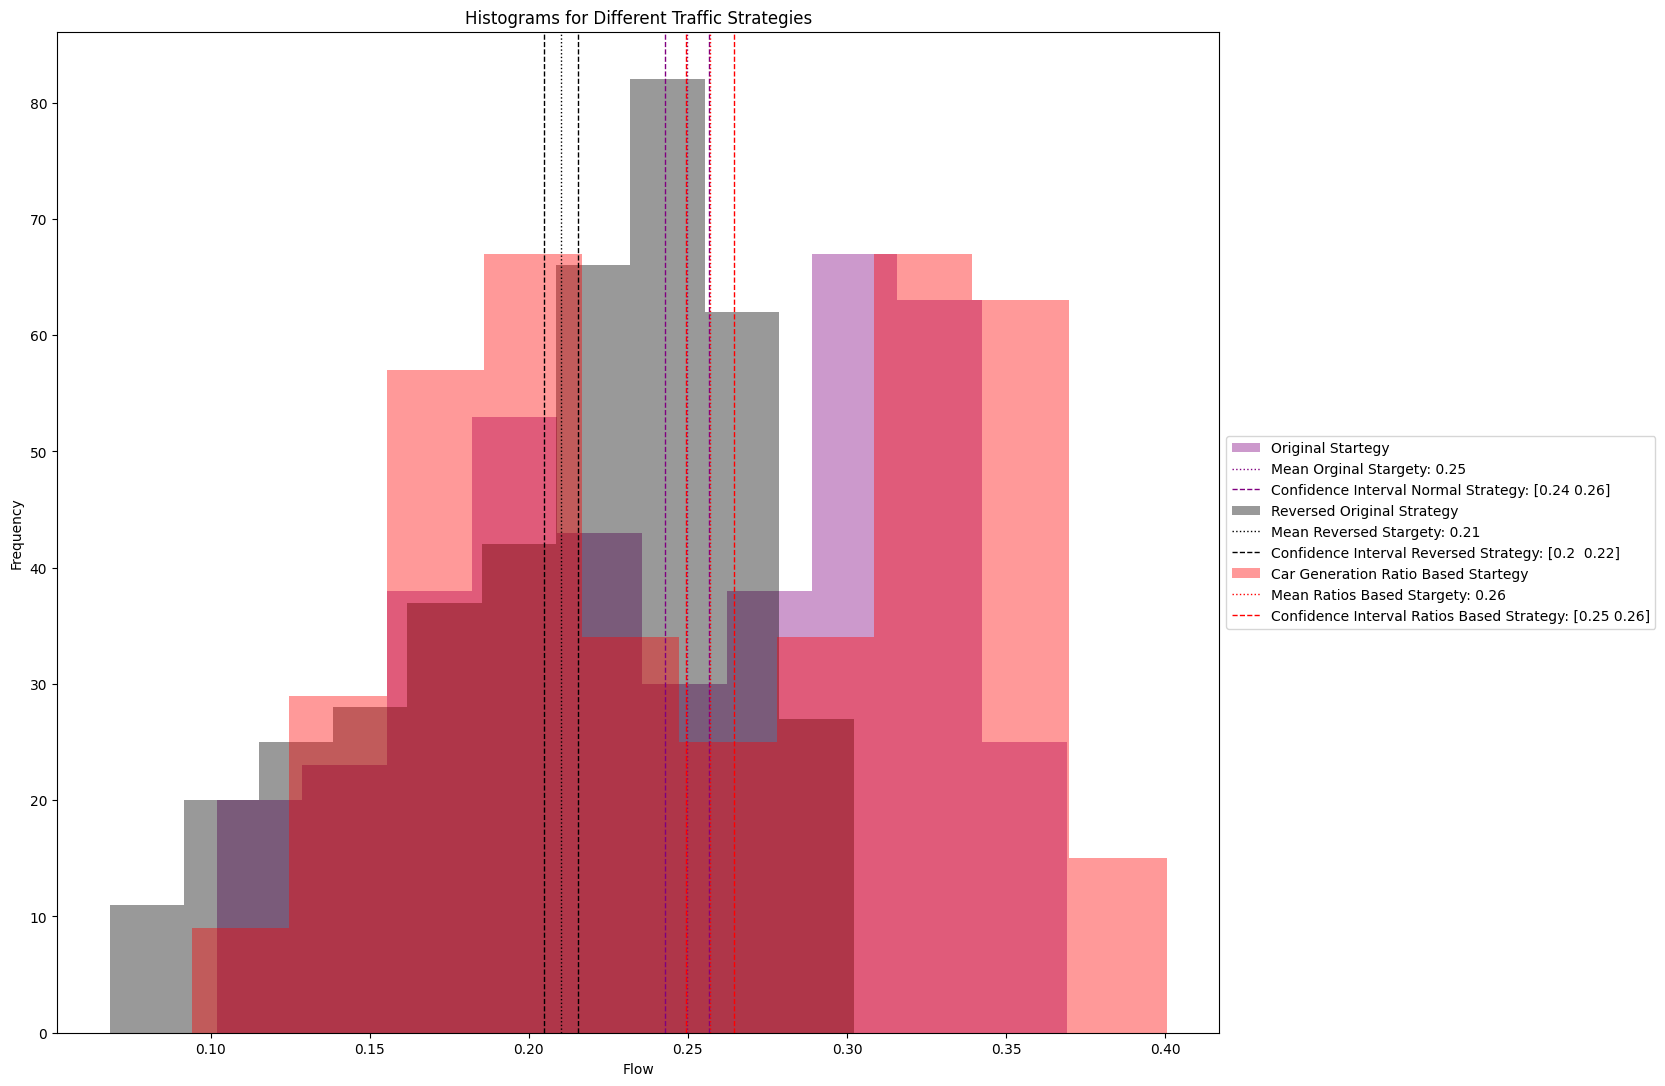 Histograms for Different Traffic Strategies
80
70
60
50
40
30
20
10
0
Frequency
0.10
0.15
0.20
0.25
0.30
0.35
0.40
Flow
Original Startegy
Mean Orginal Stargety: 0.25
Confidence Interval Normal Strategy: [0.24 0.26]
Reversed Original Strategy
Mean Reversed Stargety: 0.21
Confidence Interval Reversed Strategy: [0.2  0.22]
Car Generation Ratio Based Startegy
Mean Ratios Based Stargety: 0.26
Confidence Interval Ratios Based Strategy: [0.25 0.26]